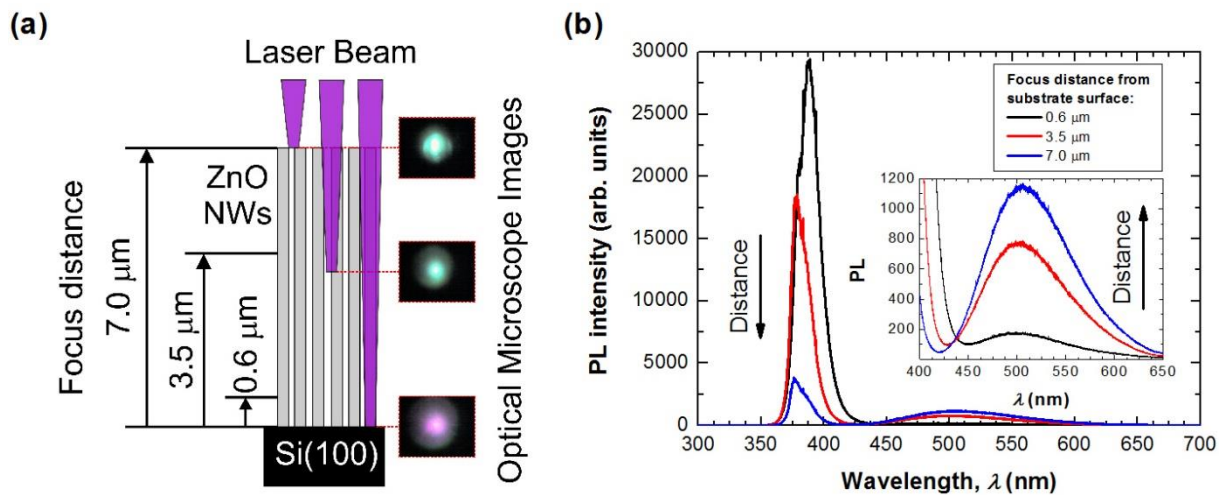 (a)
Laser Beam
ZnO
NWs
Focus distance
7.0 μm
3.5 μm
0.6 μm
Si(100)
Optical Microscope Images
(b)
30000
25000
20000
15000
10000
5000
0
PL intensity (arb. units)
300 350 400 450 500 550 600 650 700
Wavelength, λ (nm)
Distance
Focus distance from
substrate surface:
0.6 μm
3.5 μm
7.0 μm
1200
1000
800
600
400
200
PL
400 450 500 550 600 650
λ (nm)
Distance